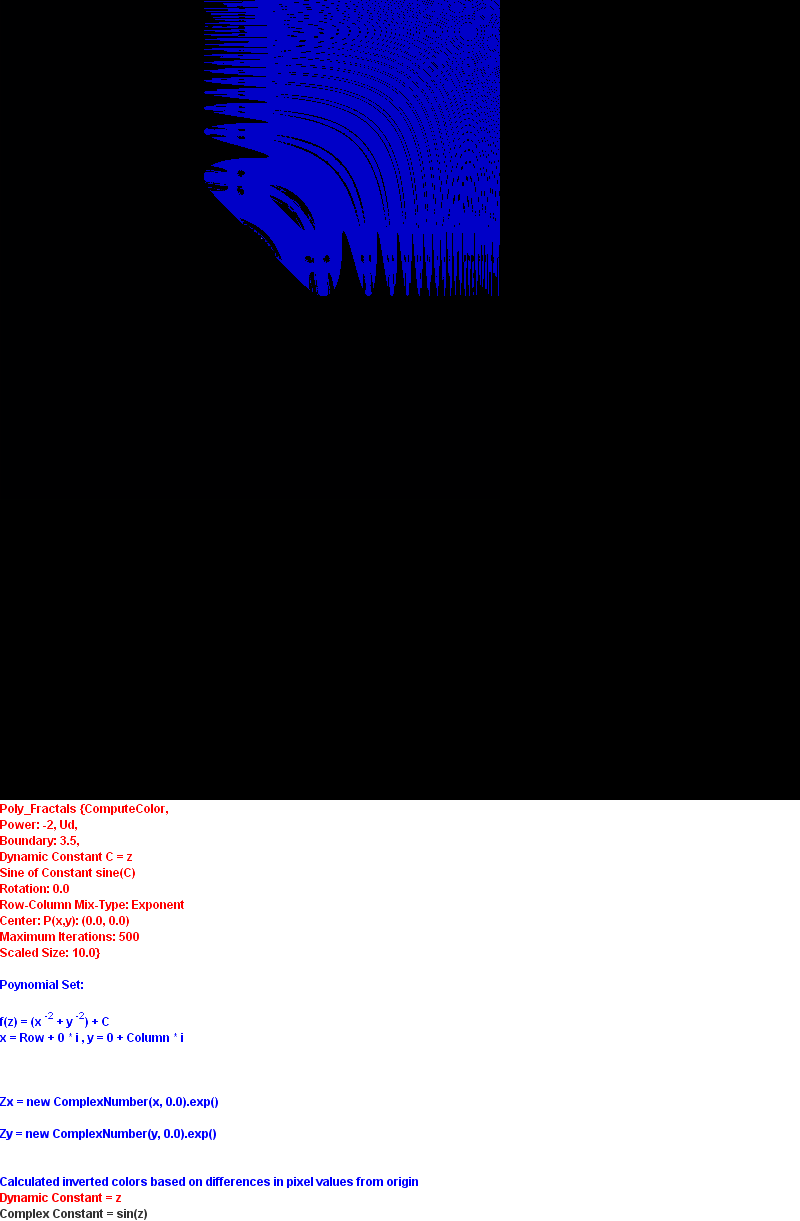 Poly_Fractals {ComputeColor,
Power: -2, Ud,
Boundary: 3.5,
Dynamic Constant C = z
Sine of Constant sine(C)
Rotation: 0.0
Row-Column Mix-Type: Exponent
Center: P(x,y): (0.0, 0.0)
Maximum Iterations: 500
Scaled Size: 10.0}
Poynomial Set:
f(z) = (x -2 + y -2) + C
x = Row + 0 * i , y = 0 + Column * i
Zx = new ComplexNumber(x, 0.0).exp()
Zy = new ComplexNumber(y, 0.0).exp()
Calculated inverted colors based on differences in pixel values from origin
Dynamic Constant = z
Complex Constant = sin(z)